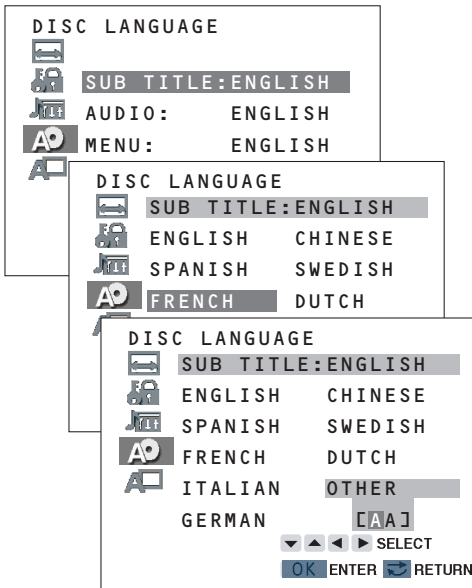 DISC LANGUAGE
SUB TITLE:ENGLISH
AUDIO: ENGLISH
MENU: ENGLISH
DISC LANGUAGE
SUB TITLE:ENGLISH
ENGLISH CHINESE
SPANISH SWEDISH
FRENCH DUTCH
DISC LANGUAGE
SUB TITLE:ENGLISH
ENGLISH CHINESE
SPANISH SWEDISH
FRENCH DUTCH
ITALIAN OTHER
GERMAN [AA]
SELECT
OK ENTER RETURN